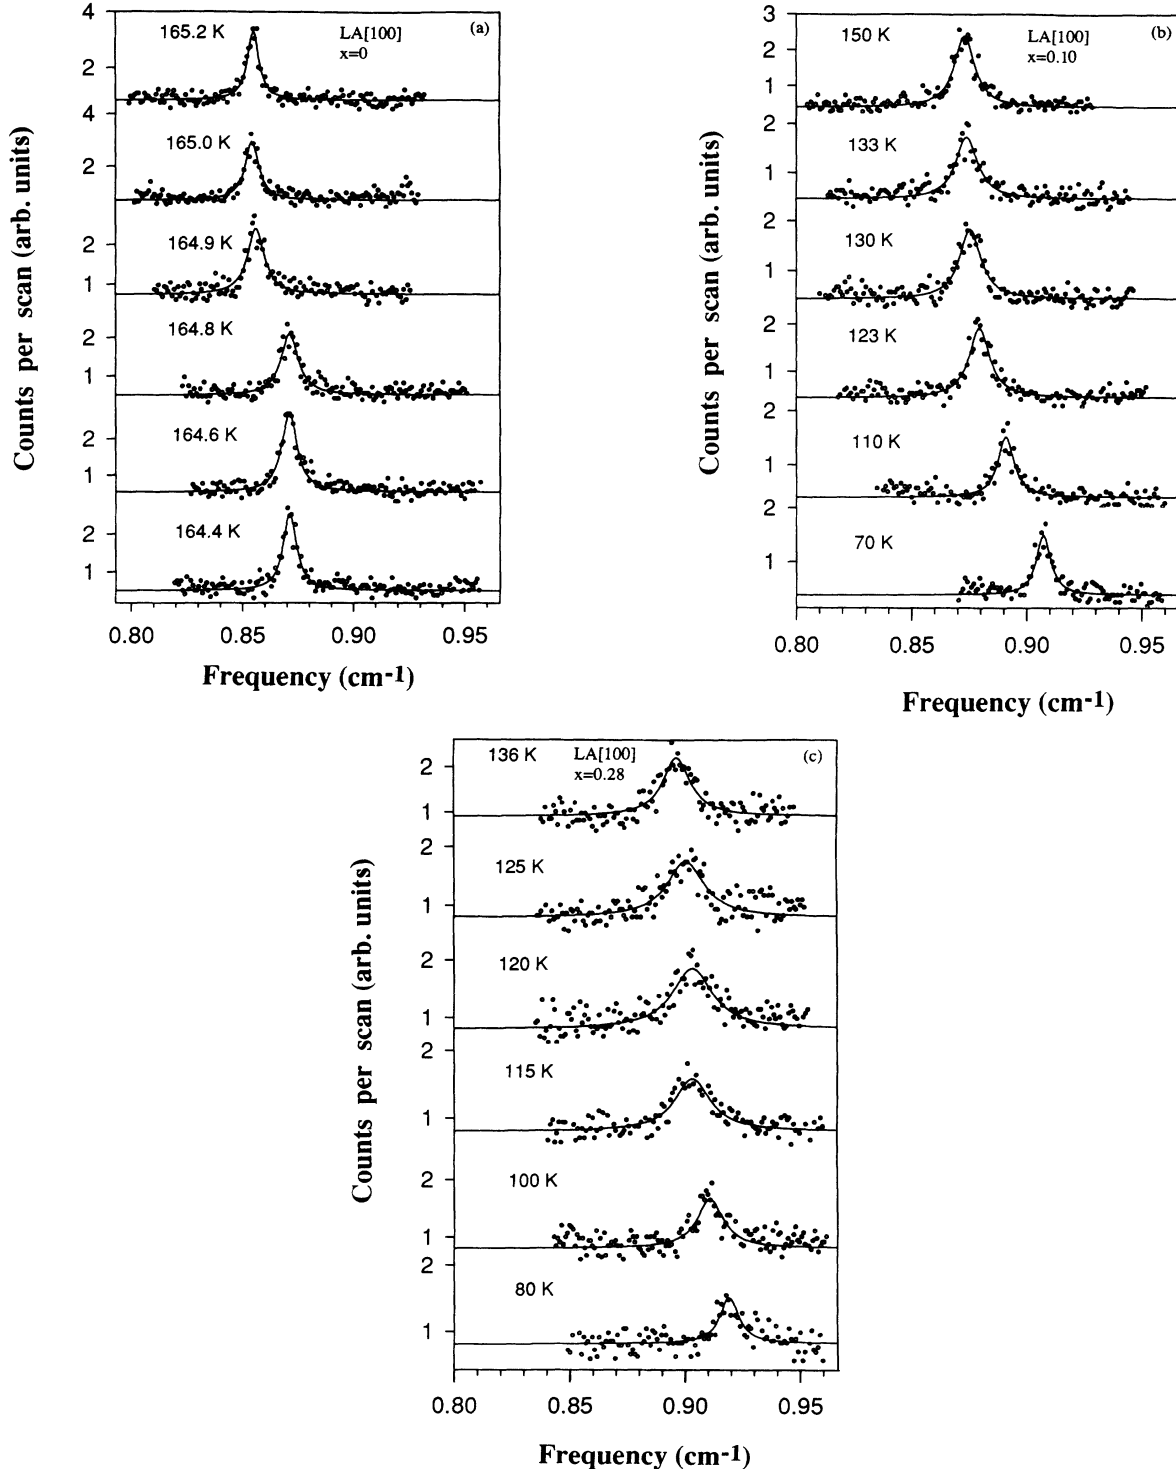 4
165.2 K
LA[100]
(a)
x=0
2
4
165.0 K
2
164.9 K
2
1
164.8 K
2
1
164.6 K
2
1
164.4 K
2
1
0.80
0.85
0.90
0.95
Frequency (cm-1)
Counts per scan (arb. units)
3
150 K
LA[100]
(b)
x=0.10
2
1
2
133 K
1
2
130 K
1
2
123 K
1
2
110 K
1
2
70 K
1
0.80
0.85
0.90
0.95
Frequency (cm-1)
Counts per scan (arb. units)
136 K
LA[100]
(c)
x=0.28
2
1
2
125 K
1
2
120 K
1
2
115 K
1
2
100 K
1
2
80 K
1
0.80
0.85
0.90
0.95
Frequency (cm-1)
Counts per scan (arb. units)